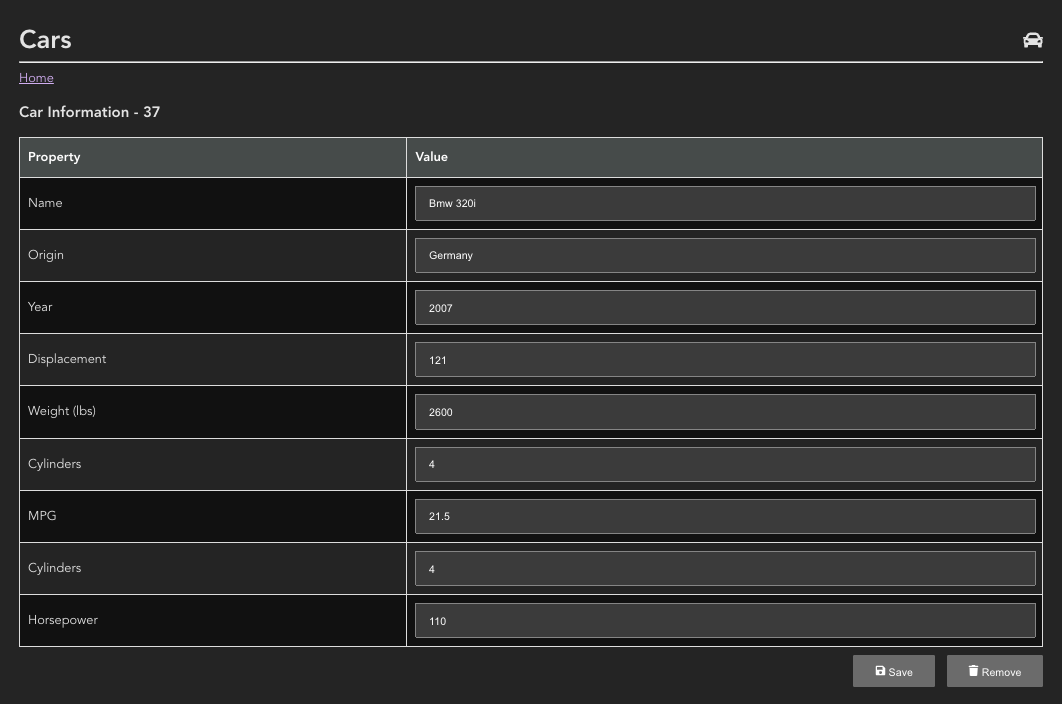 Cars
Home
Car Information - 37
Property Value
Name Bmw 320i
Origin Germany
Year 2007
Displacement 121
Weight (lbs) 2600
Cylinders 4
MPG 21.5
Cylinders 4
Horsepower 110
Save Remove